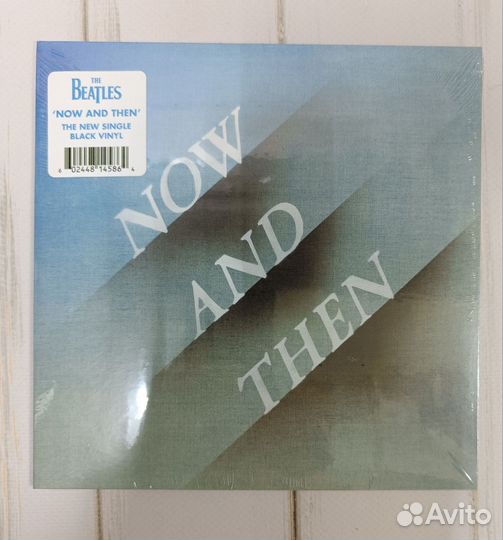 THE
BEATLES
'NOW AND THEN'
THE NEW SINGLE
BLACK VINYL
6 02448 14586 4
NOW
AND
THEN
Avito